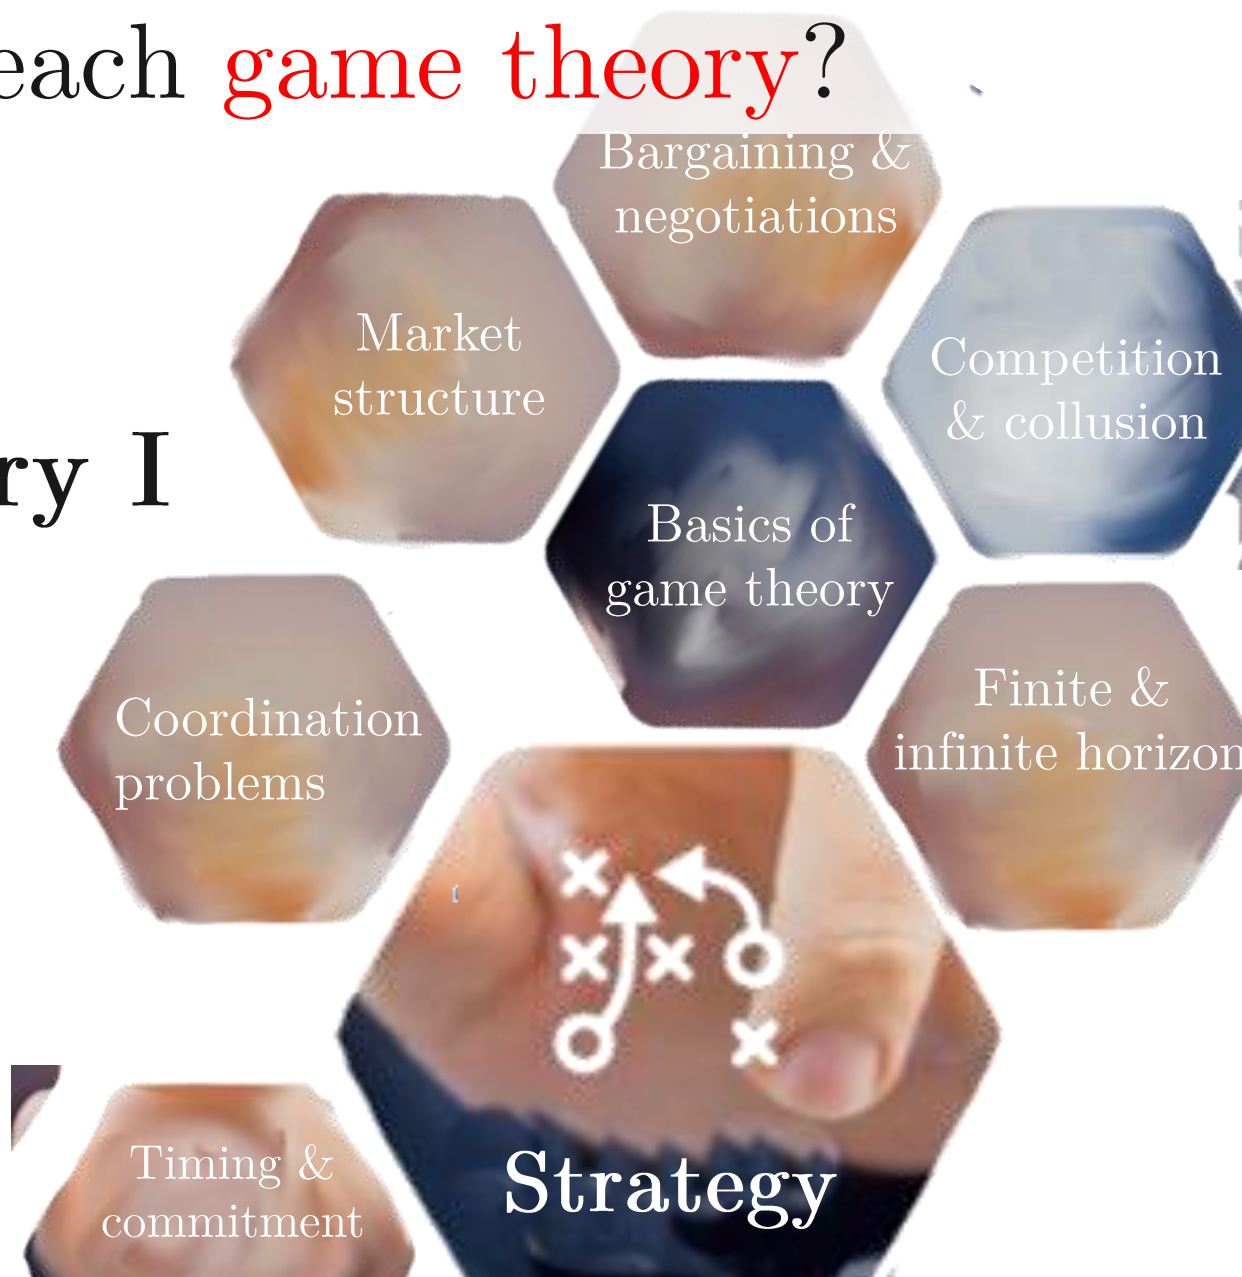 each game theory?
Bargaining &
negotiations
Market
structure
Competition
& collusion
ry I
Basics of
game theory
Finite &
infinite horizon
Coordination
problems
Timing &
commitment
Strategy